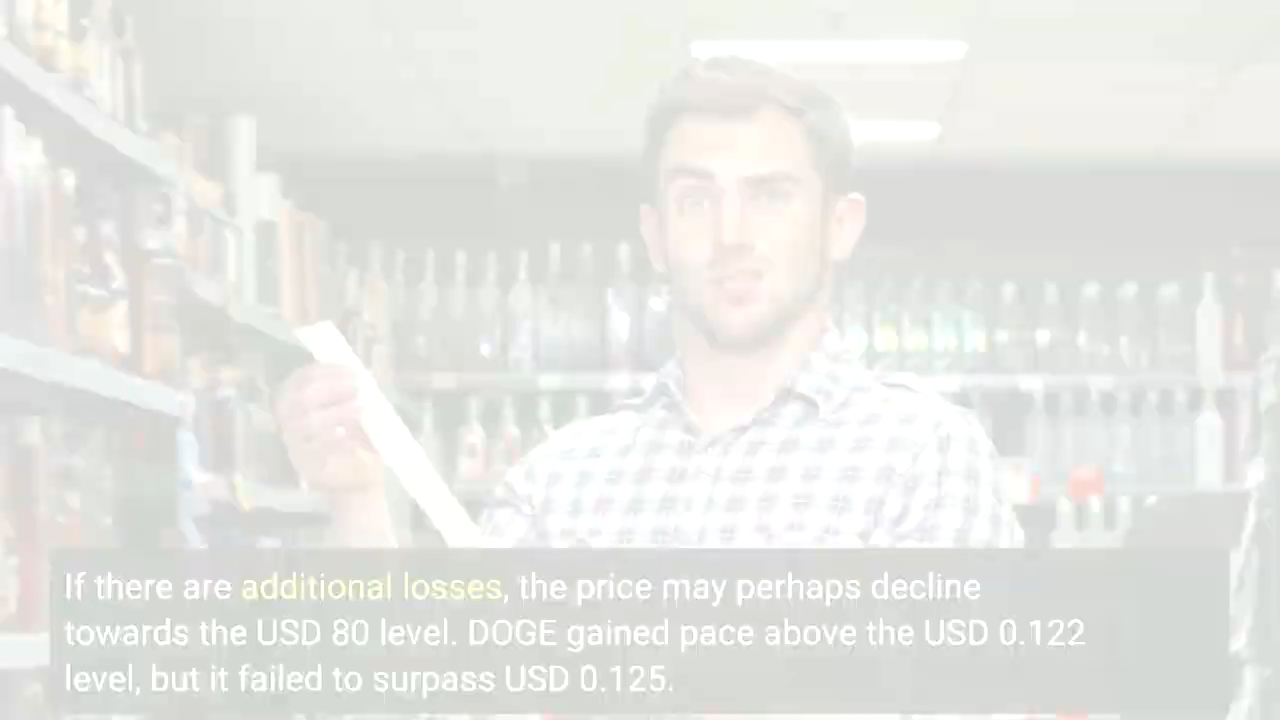 If there are additional losses, the price may perhaps decline
towards the USD 80 level. DOGE gained pace above the USD 0.122
level, but it failed to surpass USD 0.125.